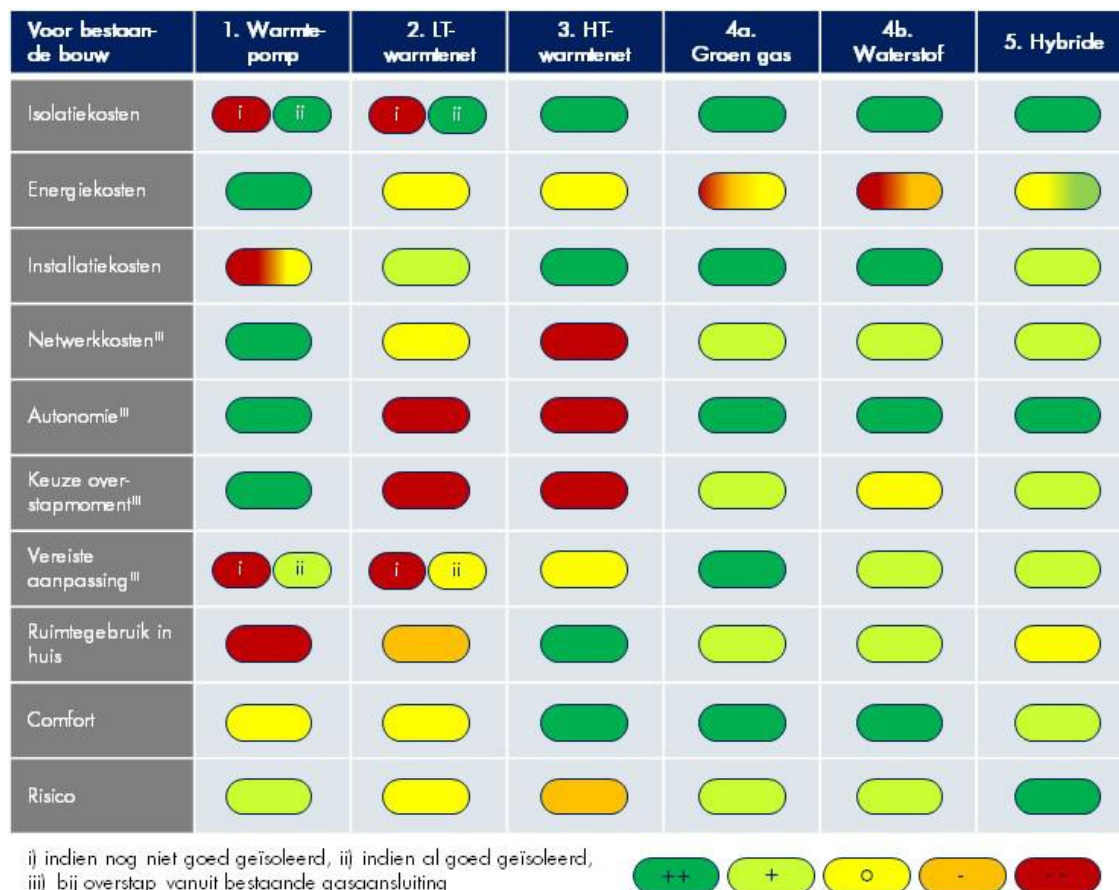 Voor bestaan-
de bouw
1. Warmte-
pomp
2. LT-
warmtenet
3. HT-
warmtenet
4a.
Groen gas
4b.
Waterstof
5. Hybride
Isolatiekosten
i ii i ii
Energiekosten
Installatiekosten
Netwerkkosten^III
Autonomie^III
Keuze over-
stapmoment^III
Vereiste
aanpassing^III
i ii i ii
Ruimtegebruik in
huis
Comfort
Risico
i) indien nog niet goed geïsoleerd, ii) indien al goed geïsoleerd,
iii) bij overstap vanuit bestaande gasaansluiting
++ + o - --